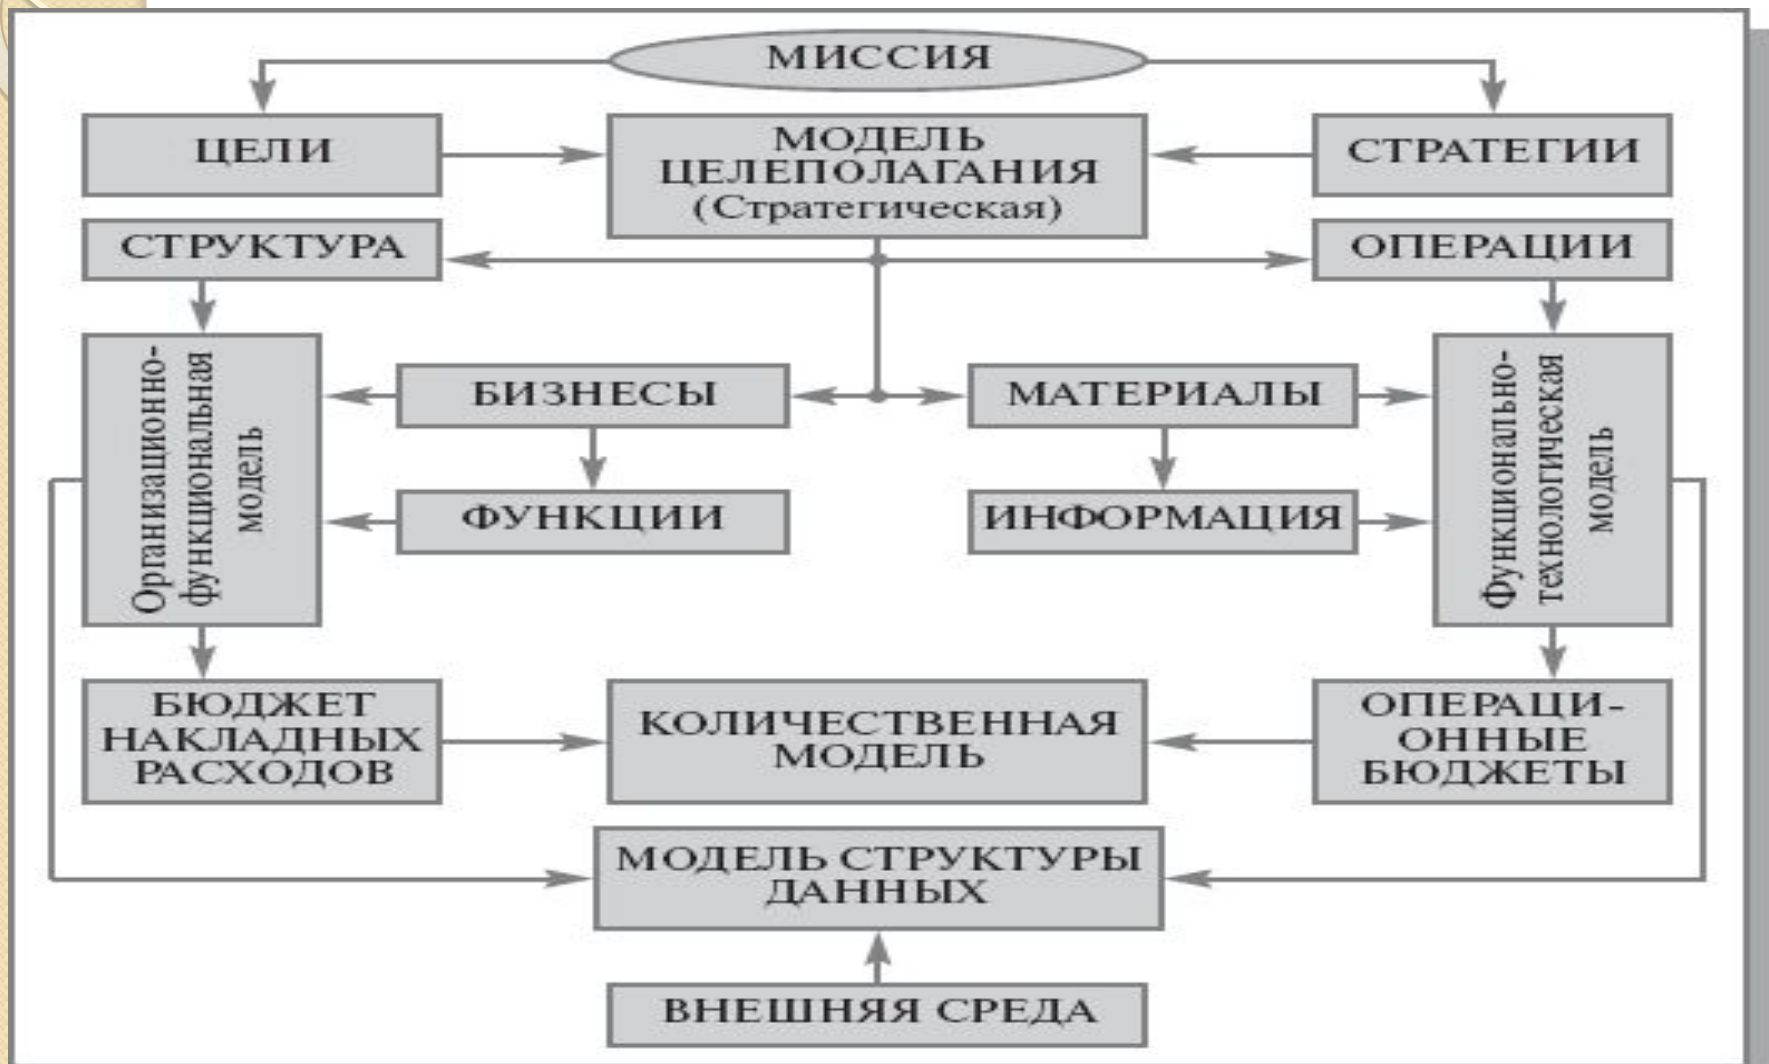 МИССИЯ
ЦЕЛИ
МОДЕЛЬ
ЦЕЛЕПОЛАГАНИЯ
(Стратегическая)
СТРАТЕГИИ
СТРУКТУРА
ОПЕРАЦИИ
Организационно-
функциональная
модель
БИЗНЕСЫ
МАТЕРИАЛЫ
Функционально-
технологическая
модель
ФУНКЦИИ
ИНФОРМАЦИЯ
БЮДЖЕТ
НАКЛАДНЫХ
РАСХОДОВ
КОЛИЧЕСТВЕННАЯ
МОДЕЛЬ
ОПЕРАЦИ-
ОННЫЕ
БЮДЖЕТЫ
МОДЕЛЬ СТРУКТУРЫ
ДАННЫХ
ВНЕШНЯЯ СРЕДА